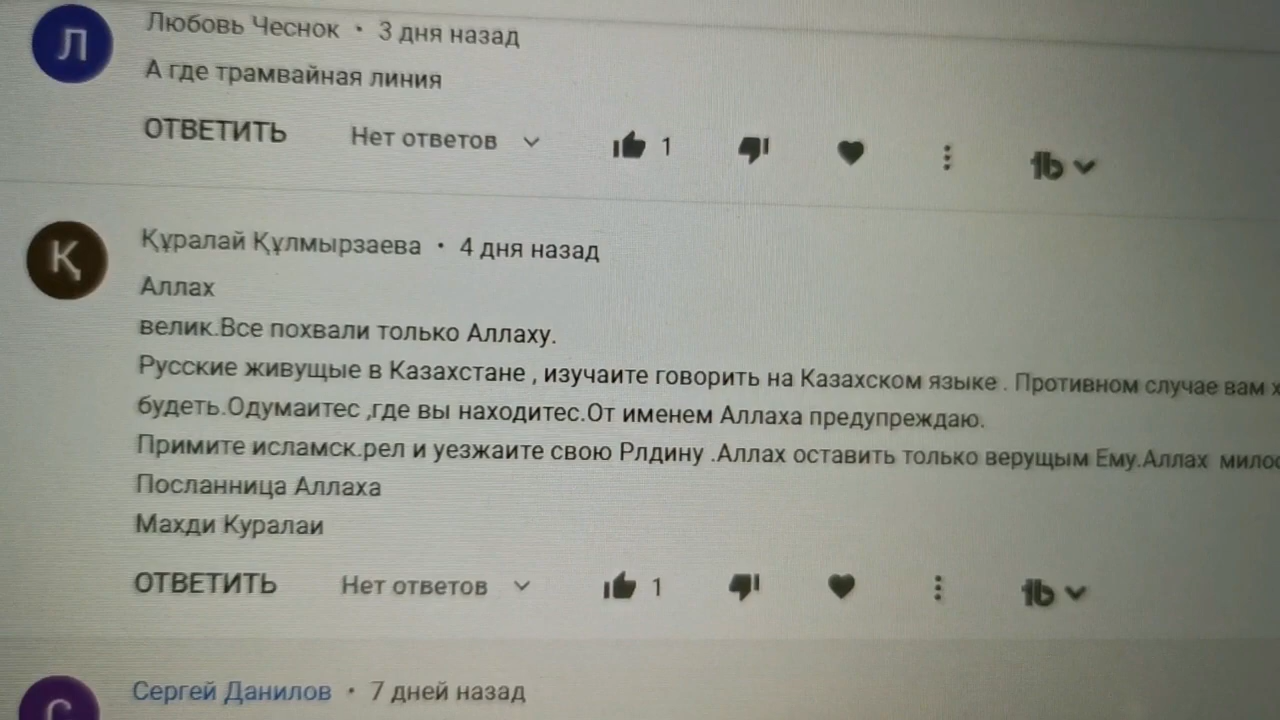 Л
Любовь Чеснок • 3 дня назад
А где трамвайная линия
ОТВЕТИТЬ Нет ответов 1
Қ
Құралай Құлмырзаева • 4 дня назад
Аллах
велик.Все похвали только Аллаху.
Русские живущые в Казахстане , изучаите говорить на Казахском языке . Противном случае вам
будеть.Одумаитес ,где вы находитес.От именем Аллаха предупреждаю.
Примите исламск.рел и уезжаите свою Рлдину .Аллах оставить только верущым Ему.Аллах
Посланница Аллаха
Махди Куралаи
ОТВЕТИТЬ Нет ответов 1
Сергей Данилов • 7 дней назад